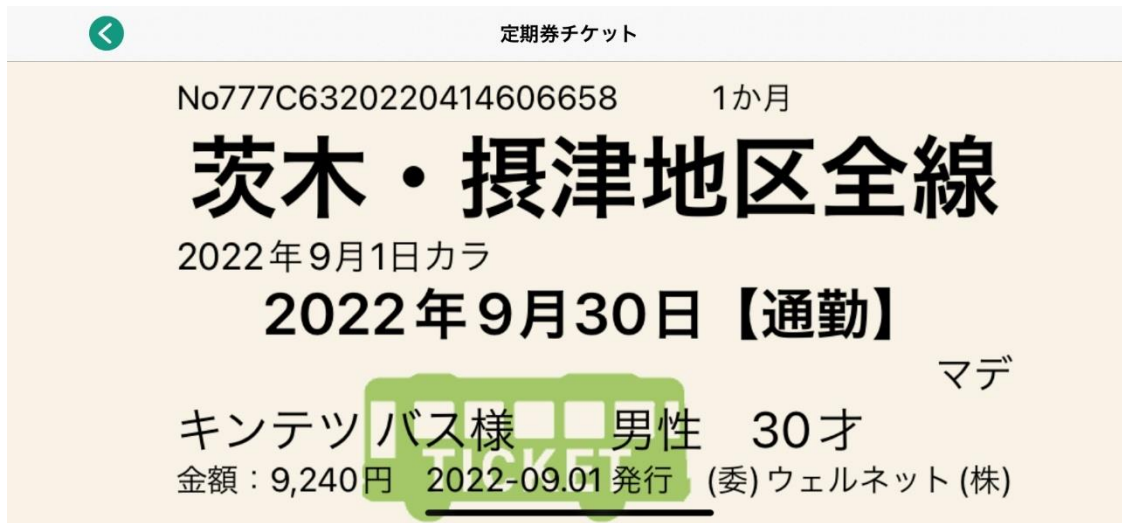 定期券チケット
No777C6320220414606658 1か月
茨木・摂津地区全線
2022年9月1日カラ
2022年9月30日【通勤】
マデ
キンテツ バス様 男性 30才
TICKET
金額：9,240円 2022-09.01 発行 (委)ウェルネット(株)